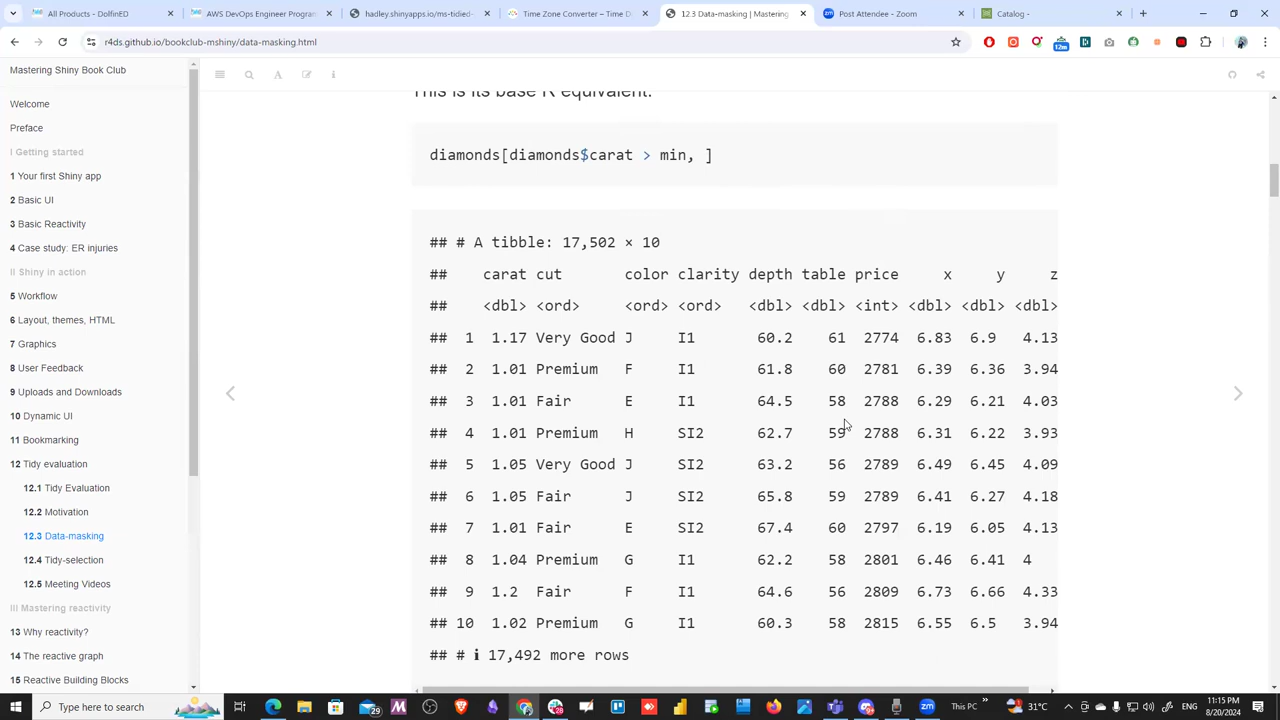 All Products - DolfinED
AWS DevOps Engineer Progra
hadley.shinyapps.io/ms-tidied-
Time Zone Converter – Time D
12.3 Data-masking | Mastering
Post Attendee - Zoom
Catalog -
r4ds.github.io/bookclub-mshiny/data-masking.html
12m
Mastering Shiny Book Club
Welcome
Preface
I Getting started
1 Your first Shiny app
2 Basic UI
3 Basic Reactivity
4 Case study: ER injuries
II Shiny in action
5 Workflow
6 Layout, themes, HTML
7 Graphics
8 User Feedback
9 Uploads and Downloads
10 Dynamic UI
11 Bookmarking
12 Tidy evaluation
12.1 Tidy Evaluation
12.2 Motivation
12.3 Data-masking
12.4 Tidy-selection
12.5 Meeting Videos
III Mastering reactivity
13 Why reactivity?
14 The reactive graph
15 Reactive Building Blocks
This is its base R equivalent:
diamonds[diamonds$carat > min, ]
## # A tibble: 17,502 × 10
## carat cut color clarity depth table price x y z
## <dbl> <ord> <ord> <ord> <dbl> <dbl> <int> <dbl> <dbl> <dbl>
## 1 1.17 Very Good J I1 60.2 61 2774 6.83 6.9 4.13
## 2 1.01 Premium F I1 61.8 60 2781 6.39 6.36 3.94
## 3 1.01 Fair E I1 64.5 58 2788 6.29 6.21 4.03
## 4 1.01 Premium H SI2 62.7 59 2788 6.31 6.22 3.93
## 5 1.05 Very Good J SI2 63.2 56 2789 6.49 6.45 4.09
## 6 1.05 Fair J SI2 65.8 59 2789 6.41 6.27 4.18
## 7 1.01 Fair E SI2 67.4 60 2797 6.19 6.05 4.13
## 8 1.04 Premium G I1 62.2 58 2801 6.46 6.41 4
## 9 1.2 Fair F I1 64.6 56 2809 6.73 6.66 4.33
## 10 1.02 Premium G I1 60.3 58 2815 6.55 6.5 3.94
## # ℹ 17,492 more rows
Type here to search
29
This PC
31°C
11:15 PM
8/20/2024